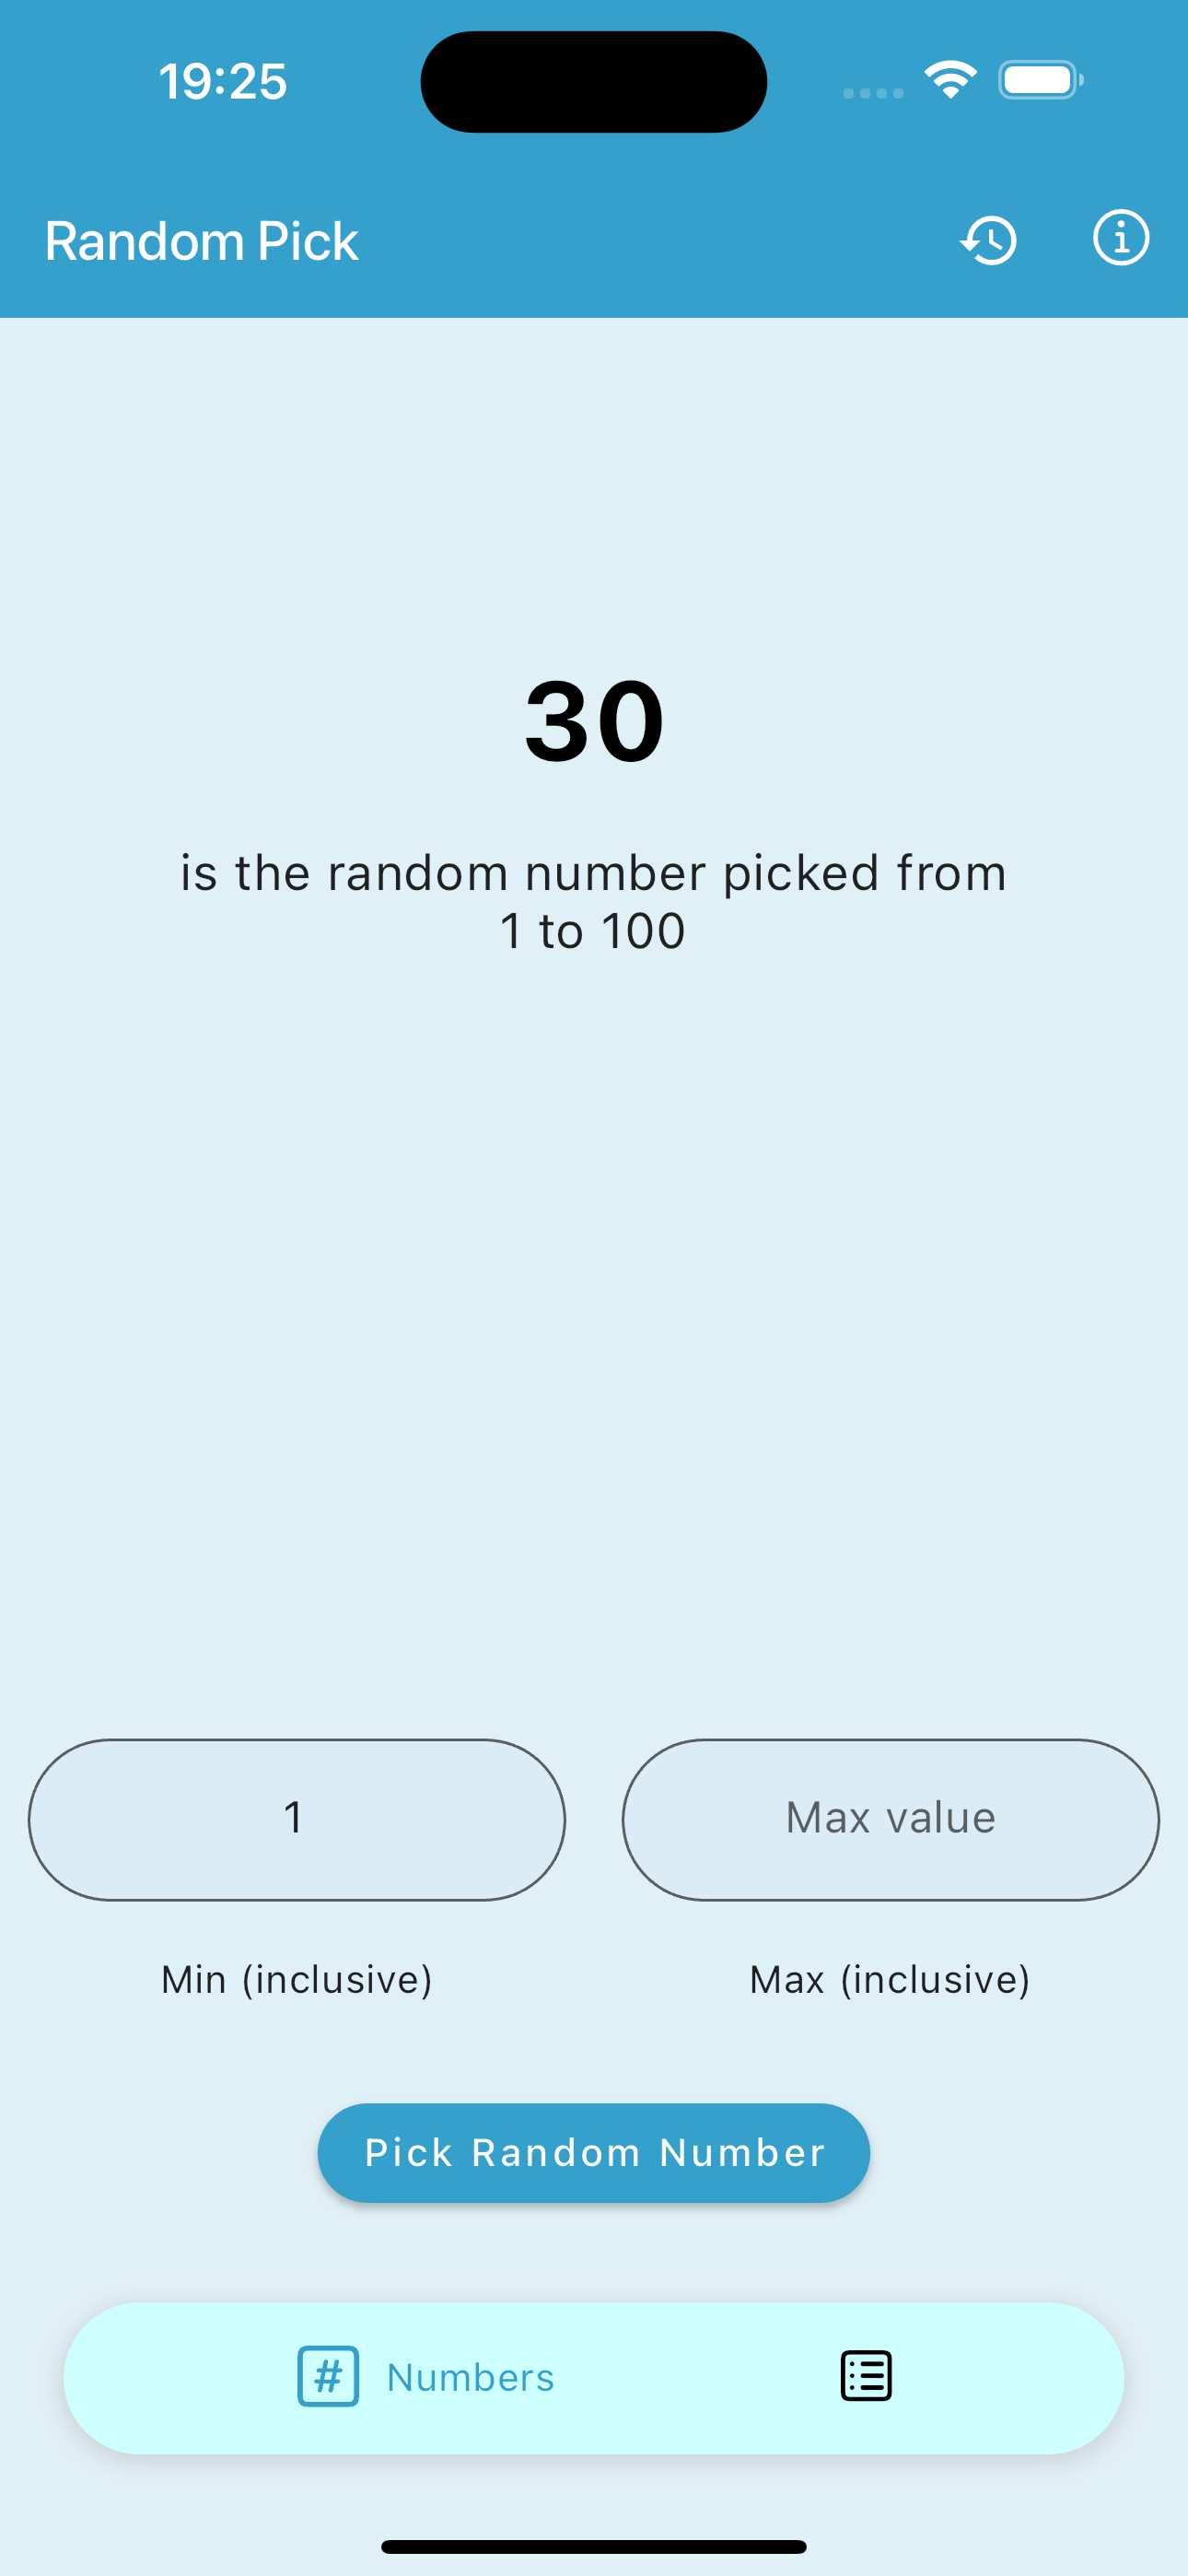 19:25
Random Pick
30
is the random number picked from
1 to 100
1
Max value
Min (inclusive)
Max (inclusive)
Pick Random Number
# Numbers